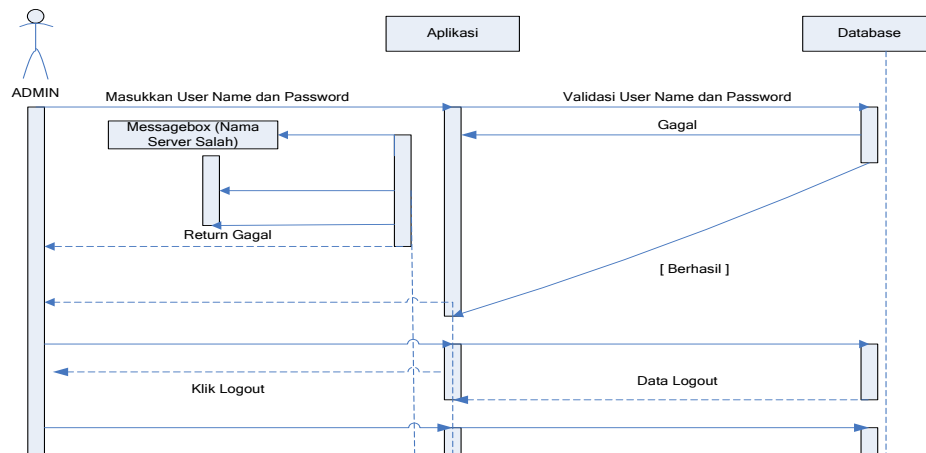 Aplikasi
Database
ADMIN
Masukkan User Name dan Password
Validasi User Name dan Password
Messagebox (Nama
Server Salah)
Gagal
Return Gagal
[ Berhasil ]
Klik Logout
Data Logout